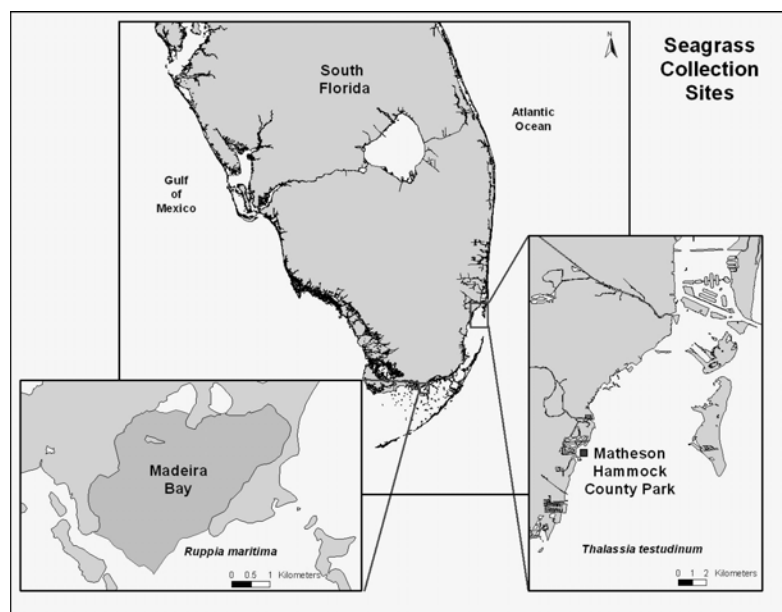 Seagrass
Collection
Sites
N
South
Florida
Atlantic
Ocean
Gulf
of
Mexico
Madeira
Bay
Ruppia maritima
0 0.5 1 Kilometers
Matheson
Hammock
County Park
Thalassia testudinum
0 1 2 Kilometers